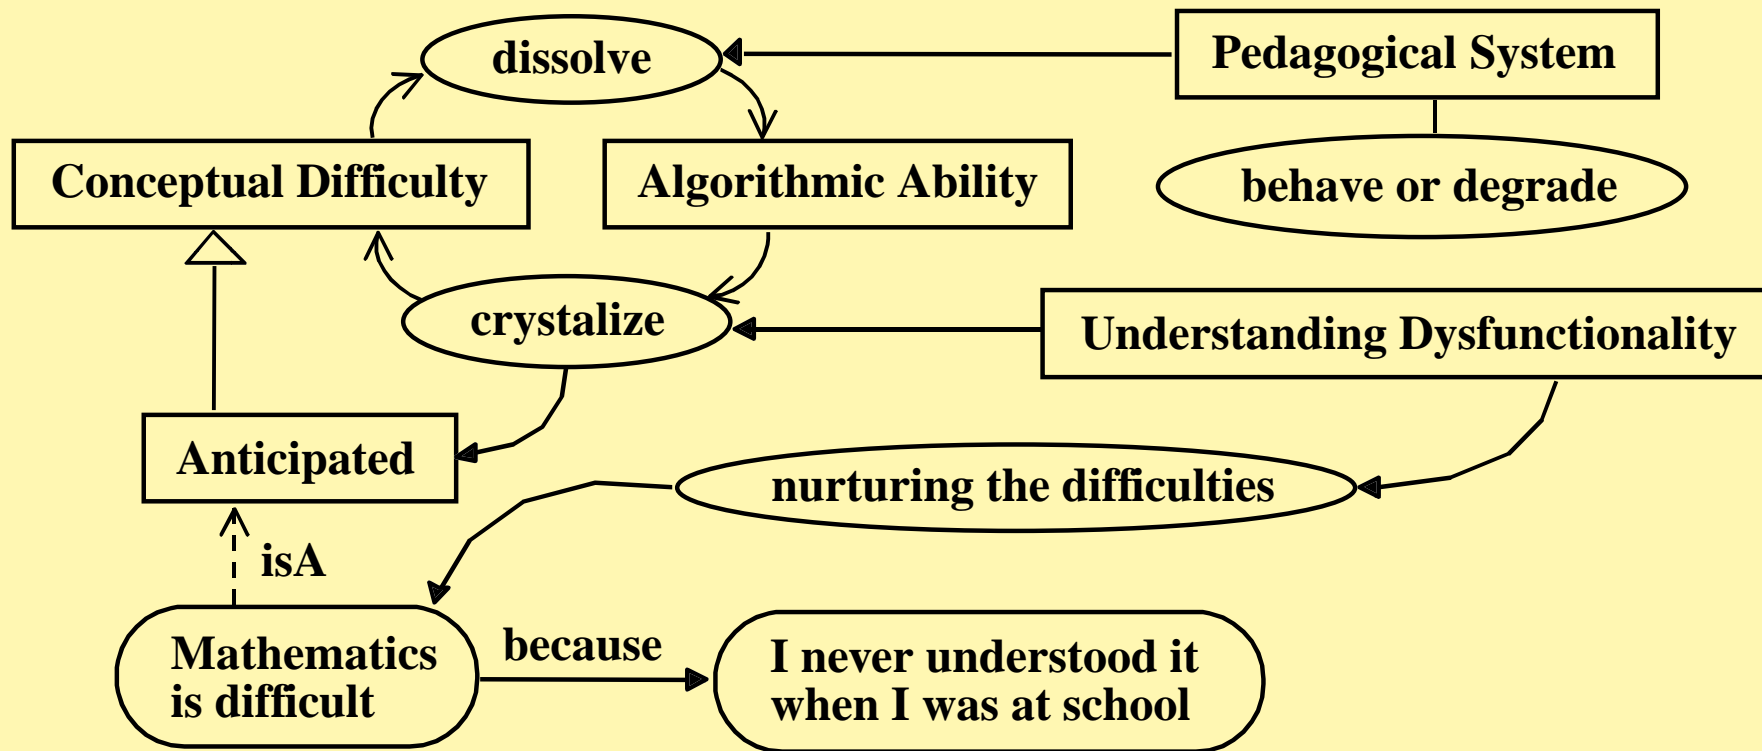 dissolve
Pedagogical System
Conceptual Difficulty
Algorithmic Ability
behave or degrade
crystalize
Understanding Dysfunctionality
Anticipated
nurturing the difficulties
isA
Mathematics
is difficult
because
I never understood it
when I was at school